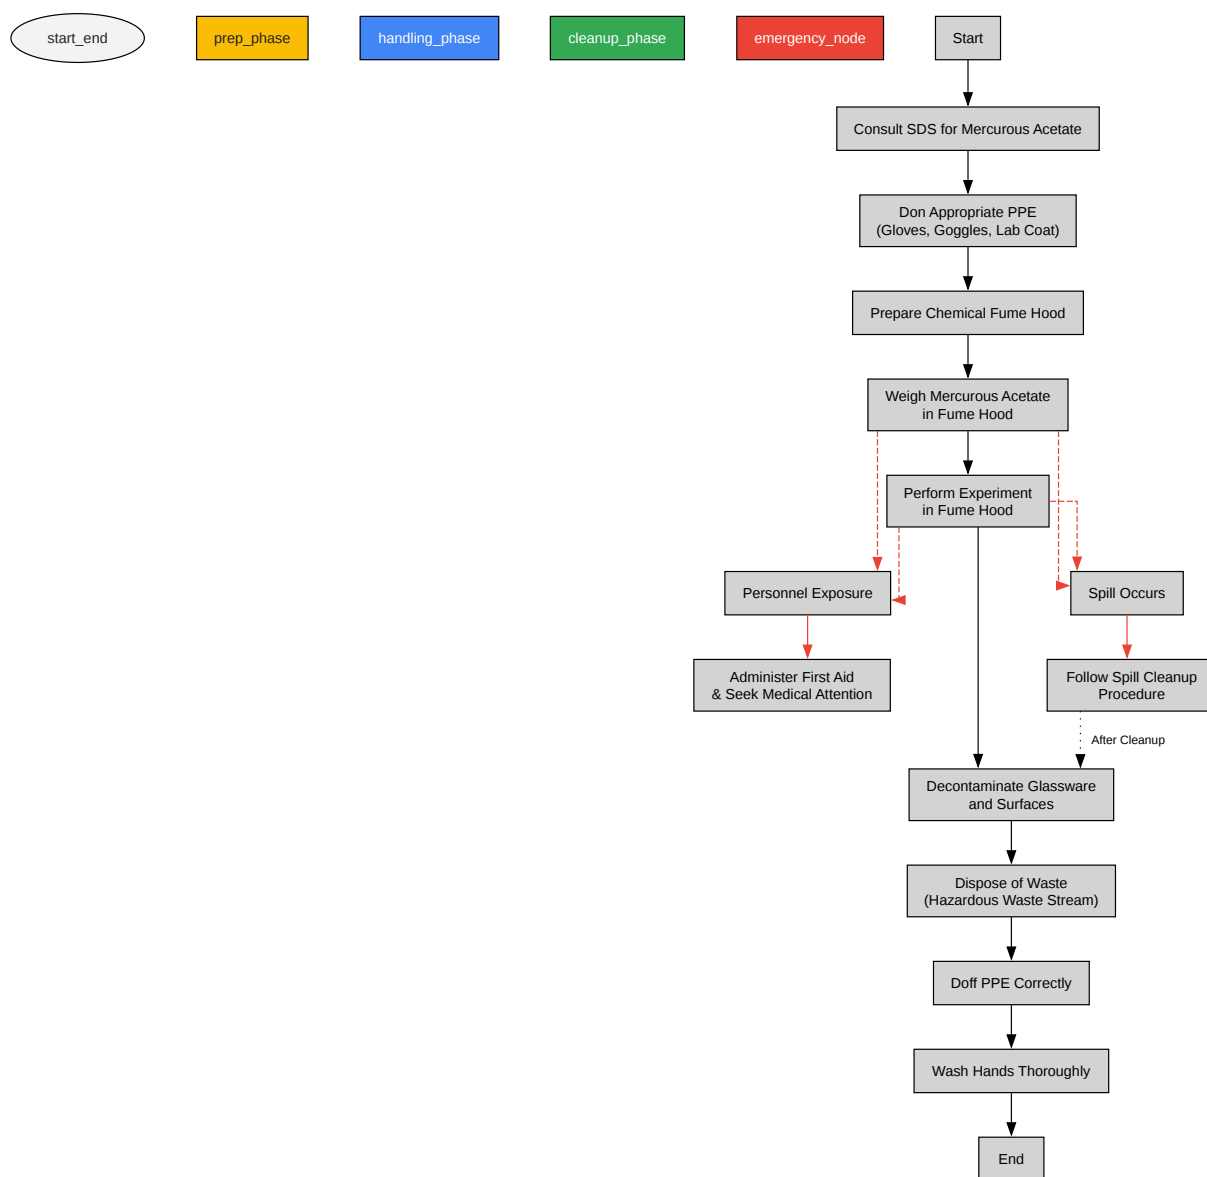 start_end
prep_phase
handling_phase
cleanup_phase
emergency_node
Start
Consult SDS for Mercurous Acetate
Don Appropriate PPE
(Gloves, Goggles, Lab Coat)
Prepare Chemical Fume Hood
Weigh Mercurous Acetate
in Fume Hood
Perform Experiment
in Fume Hood
Personnel Exposure
Spill Occurs
Administer First Aid
& Seek Medical Attention
Follow Spill Cleanup
Procedure
After Cleanup
Decontaminate Glassware
and Surfaces
Dispose of Waste
(Hazardous Waste Stream)
Doff PPE Correctly
Wash Hands Thoroughly
End